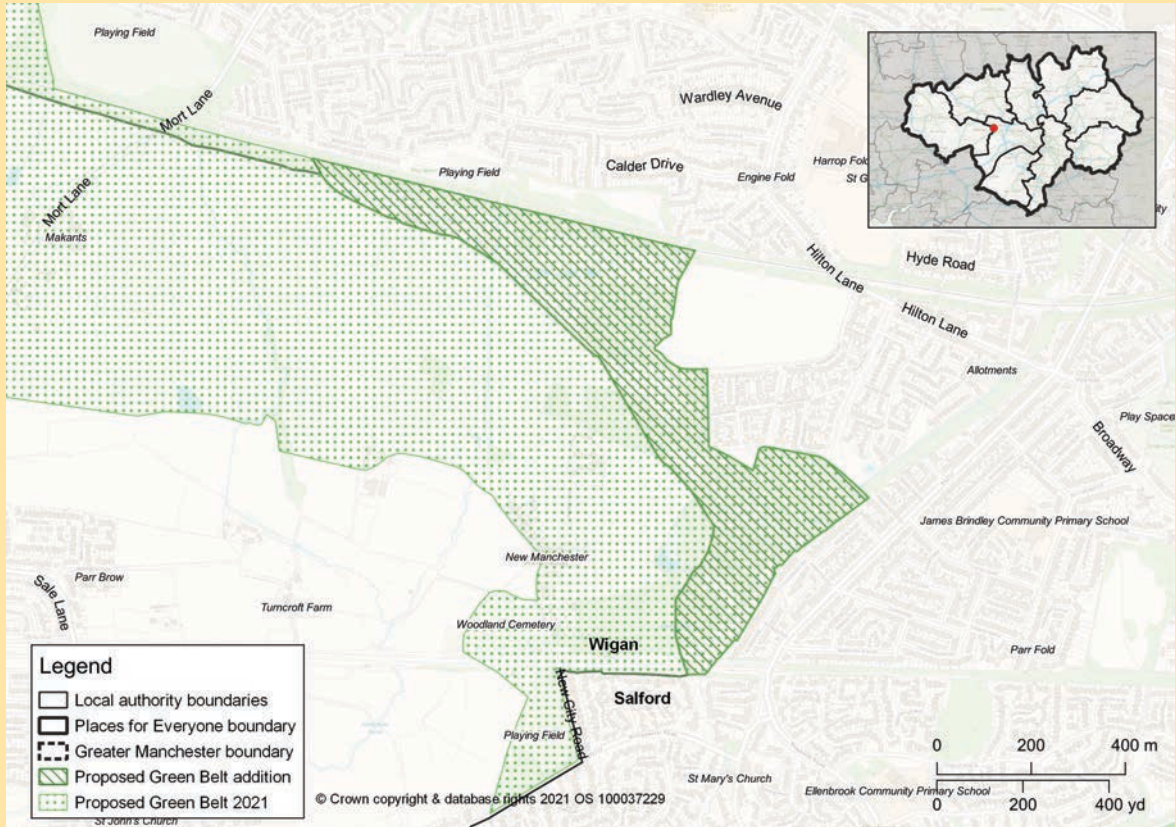 Playing Field
Mort Lane
Wardley Avenue
Playing Field
Calder Drive
Engine Fold
Harrop Fold
St G
ity
Mort Lane
Makants
Hilton Lane
Hyde Road
Hilton Lane
Allotments
Play Space
Broadway
James Brindley Community Primary School
New Manchester
Parr Brow
Sale Lane
Turncroft Farm
Woodland Cemetery
Wigan
Parr Fold
Salford
New City Road
Playing Field
St Mary's Church
Ellenbrook Community Primary School
Legend
Local authority boundaries
Places for Everyone boundary
Greater Manchester boundary
Proposed Green Belt addition
Proposed Green Belt 2021
St John's Church
© Crown copyright & database rights 2021 OS 100037229
0 200 400 m
0 200 400 yd